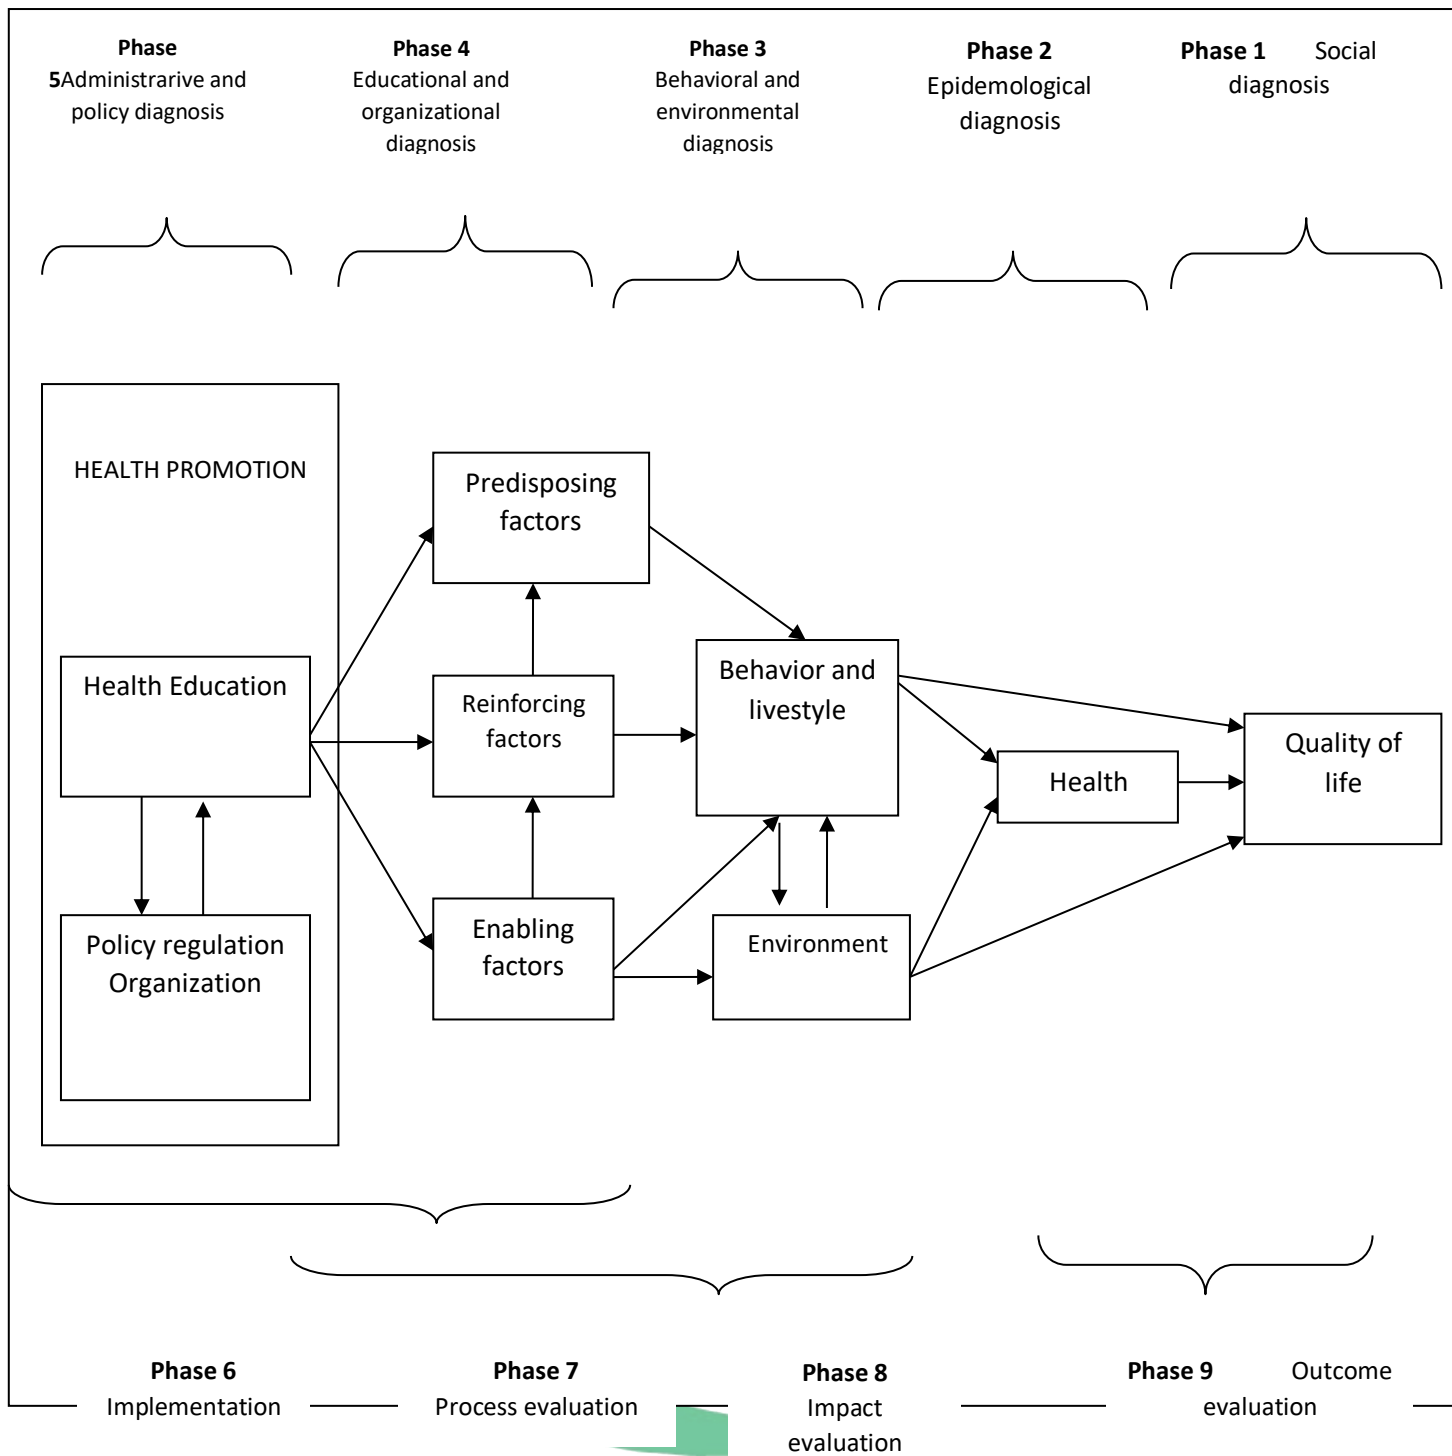 Phase
5Administrarive and
policy diagnosis
Phase 4
Educational and
organizational
diagnosis
Phase 3
Behavioral and
environmental
diagnosis
Phase 2
Epidemological
diagnosis
Phase 1 Social
diagnosis
HEALTH PROMOTION
Health Education
Policy regulation
Organization
Predisposing
factors
Reinforcing
factors
Enabling
factors
Behavior and
livestyle
Environment
Health
Quality of
life
Phase 6
Implementation
Phase 7
Process evaluation
Phase 8
Impact
evaluation
Phase 9 Outcome
evaluation